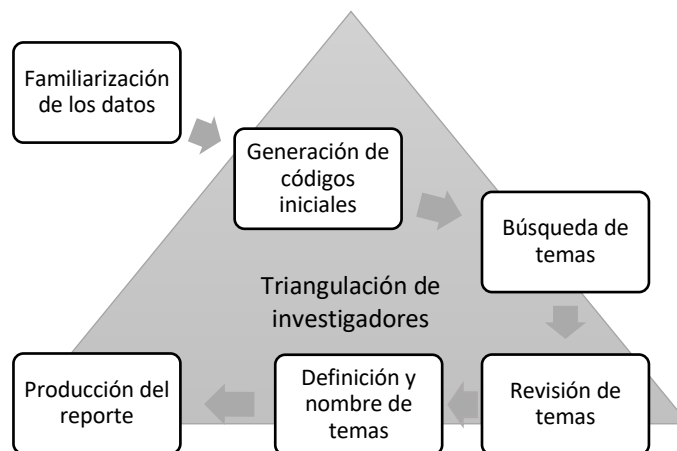 Familiarización
de los datos
Generación de
códigos
iniciales
Búsqueda de
temas
Triangulación de
investigadores
Producción del
reporte
Definición y
nombre de
temas
Revisión de
temas